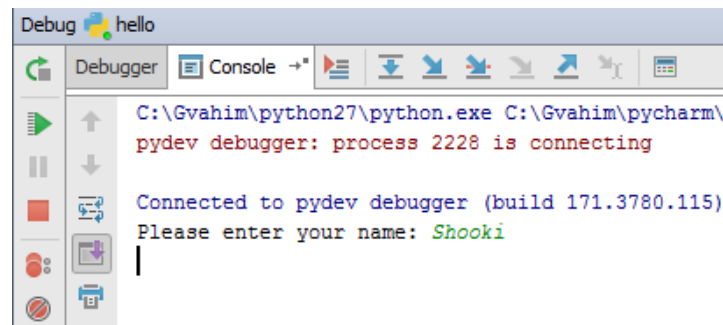 Debug hello
Debugger Console
C:\Gvahim\python27\python.exe C:\Gvahim\pycharm\
pydev debugger: process 2228 is connecting
Connected to pydev debugger (build 171.3780.115)
Please enter your name: Shooki